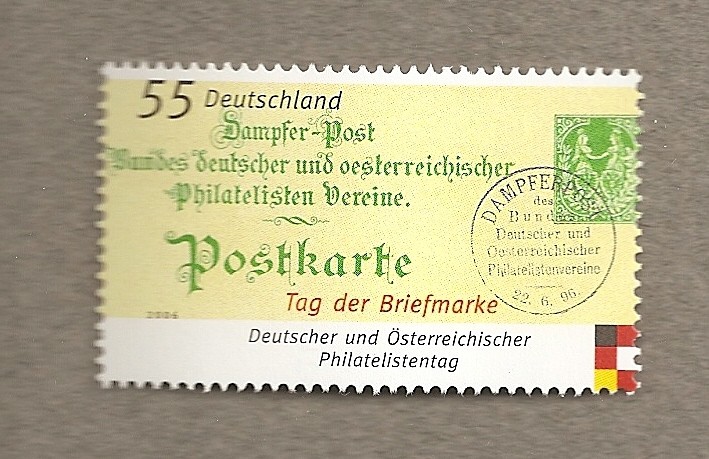 55 Deutschland
Dampfer-Post
Bundes deutscher und oesterreichischer
Philatelisten Vereine.
Postkarte
DAMPFERPOST
des
Bundes
Deutscher und
Oesterreichischer
Philatelistenvereine
22. 6. 96.
Tag der Briefmarke
2006
Deutscher und Österreichischer
Philatelistentag